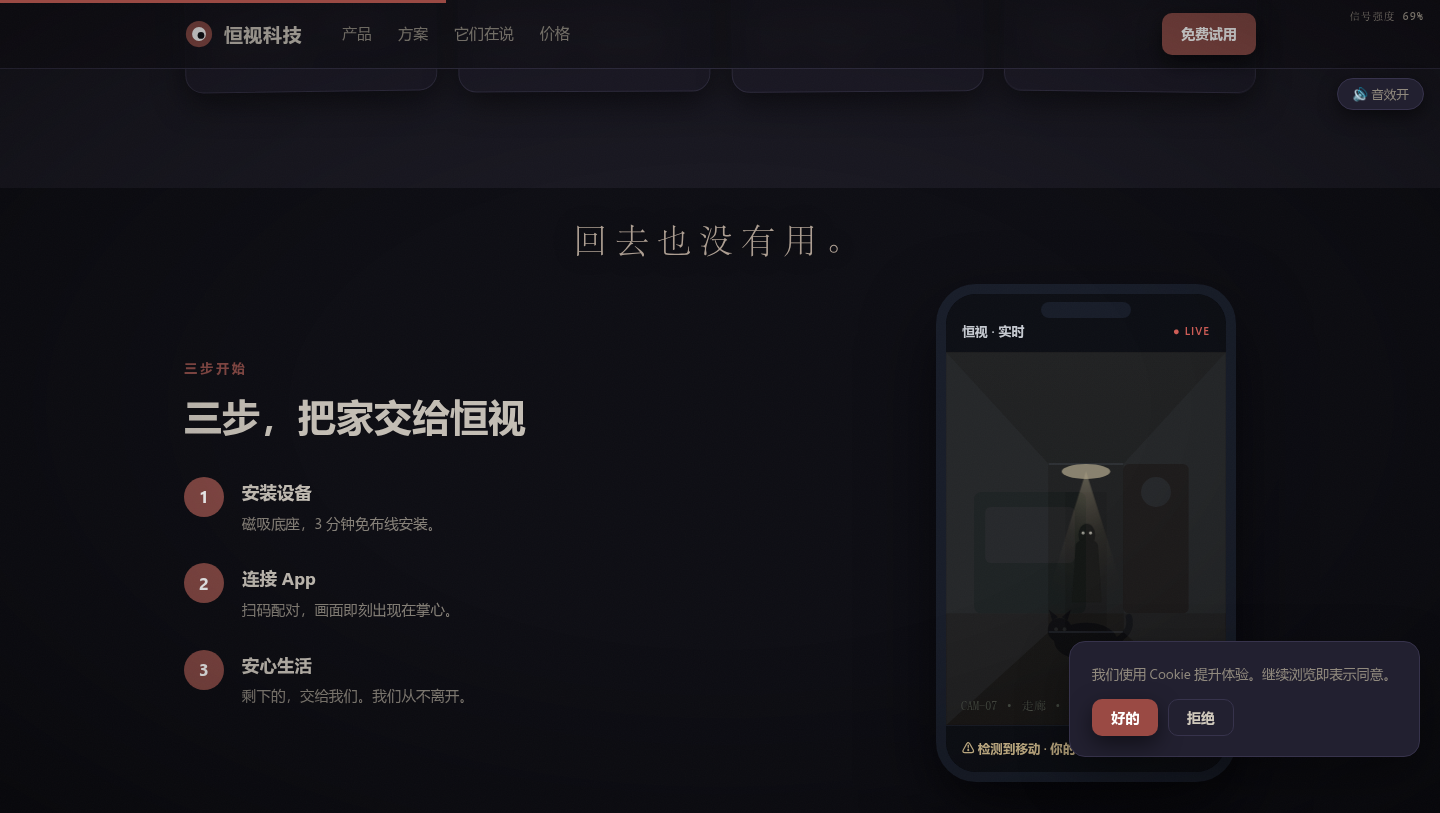 恒视科技
产品
方案
它们在说
价格
免费试用
信号强度 69%
音效开
回去也没有用。
三步开始
三步，把家交给恒视
1
安装设备
磁吸底座，3 分钟免布线安装。
2
连接 App
扫码配对，画面即刻出现在掌心。
3
安心生活
剩下的，交给我们。我们从不离开。
恒视 · 实时
● LIVE
CAM-07 • 走廊 •
检测到移动 · 你的
我们使用 Cookie 提升体验。继续浏览即表示同意。
好的
拒绝